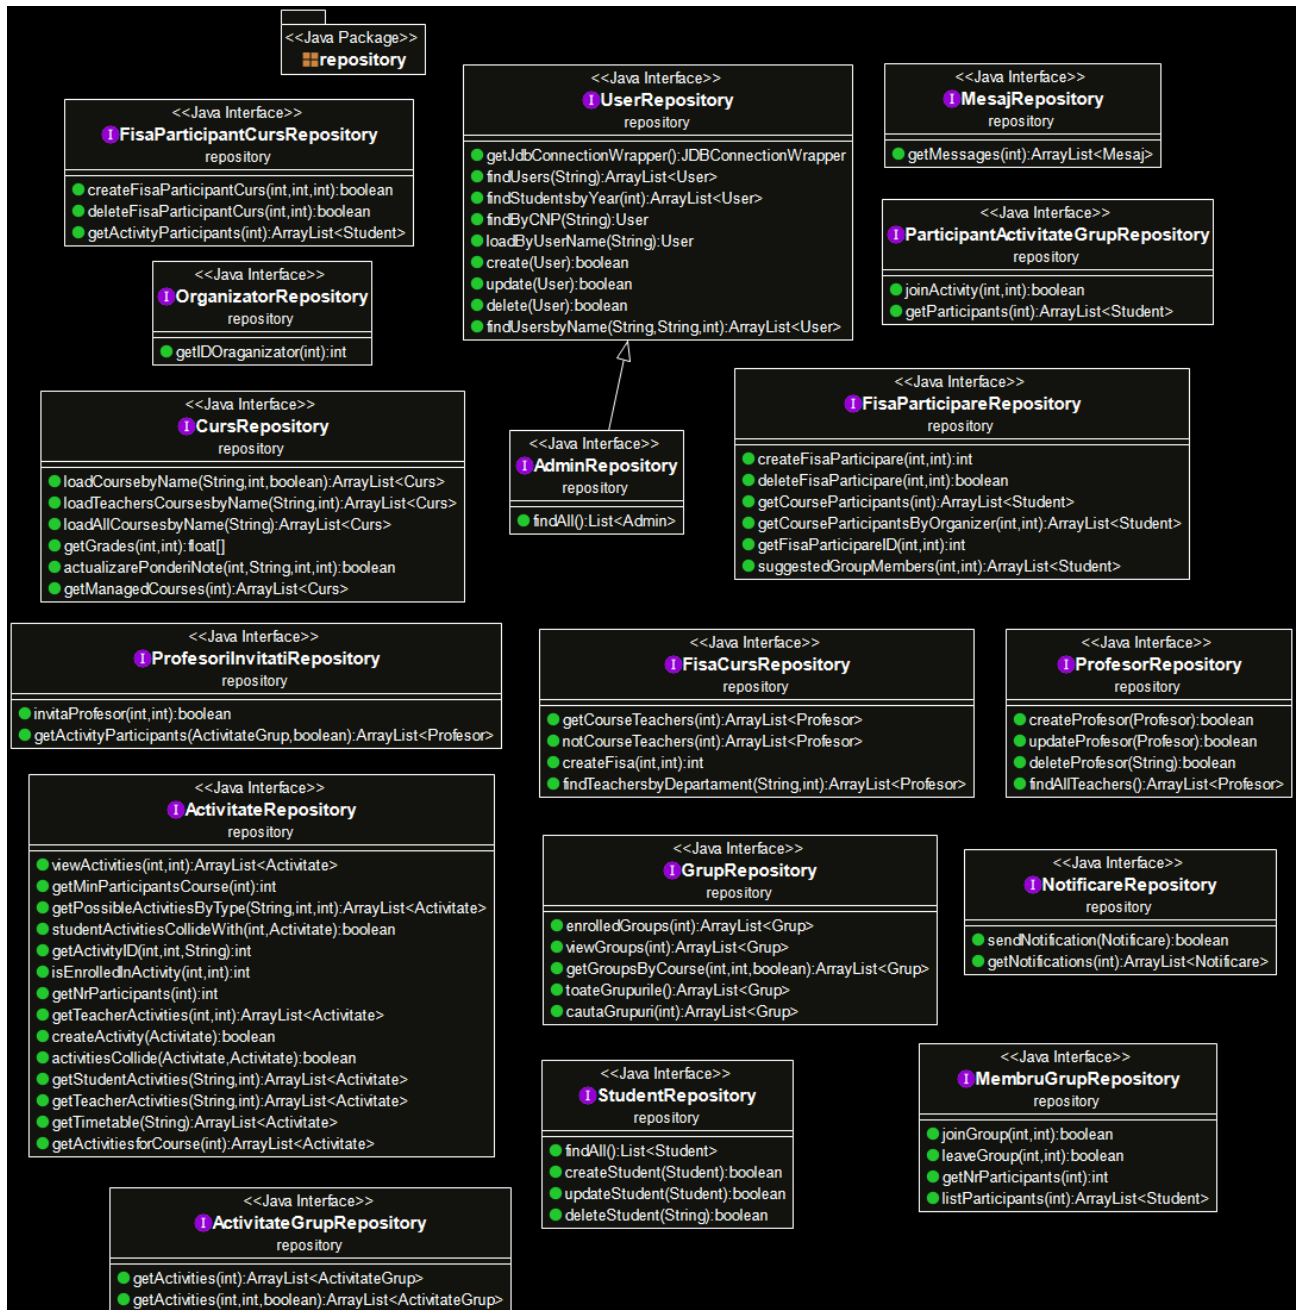 <<Java Package>>
repository
<<Java Interface>>
UserRepository
repository
getJdbConnectionWrapper():JDBConnectionWrapper
findUsers(String):ArrayList<User>
findStudentsbyYear(int):ArrayList<User>
findByCNP(String):User
loadByUserName(String):User
create(User):boolean
update(User):boolean
delete(User):boolean
findUsersbyName(String,String,int):ArrayList<User>
<<Java Interface>>
MesajRepository
repository
getMessages(int):ArrayList<Mesaj>
<<Java Interface>>
FisaParticipantCursRepository
repository
createFisaParticipantCurs(int,int,int):boolean
deleteFisaParticipantCurs(int,int):boolean
getActivityParticipants(int):ArrayList<Student>
<<Java Interface>>
ParticipantActivitateGrupRepository
repository
joinActivity(int,int):boolean
getParticipants(int):ArrayList<Student>
<<Java Interface>>
OrganizatorRepository
repository
getIDOraganizator(int):int
<<Java Interface>>
CursRepository
repository
loadCoursebyName(String,int,boolean):ArrayList<Curs>
loadTeachersCoursesbyName(String,int):ArrayList<Curs>
loadAllCoursesbyName(String):ArrayList<Curs>
getGrades(int,int):float[]
actualizarePonderiNote(int,String,int,int):boolean
getManagedCourses(int):ArrayList<Curs>
<<Java Interface>>
AdminRepository
repository
findAll():List<Admin>
<<Java Interface>>
FisaParticipareRepository
repository
createFisaParticipare(int,int):int
deleteFisaParticipare(int,int):boolean
getCourseParticipants(int):ArrayList<Student>
getCourseParticipantsByOrganizer(int,int):ArrayList<Student>
getFisaParticipareID(int,int):int
suggestedGroupMembers(int,int):ArrayList<Student>
<<Java Interface>>
ProfesoriInvitatiRepository
repository
invitaProfesor(int,int):boolean
getActivityParticipants(ActivitateGrup,boolean):ArrayList<Profesor>
<<Java Interface>>
FisaCursRepository
repository
getCourseTeachers(int):ArrayList<Profesor>
notCourseTeachers(int):ArrayList<Profesor>
createFisa(int,int):int
findTeachersbyDepartament(String,int):ArrayList<Profesor>
<<Java Interface>>
ProfesorRepository
repository
createProfesor(Profesor):boolean
updateProfesor(Profesor):boolean
deleteProfesor(String):boolean
findAllTeachers():ArrayList<Profesor>
<<Java Interface>>
ActivitateRepository
repository
viewActivities(int,int):ArrayList<Activitate>
getMinParticipantsCourse(int):int
getPossibleActivitiesByType(String,int,int):ArrayList<Activitate>
studentActivitiesCollideWith(int,Activitate):boolean
getActivityID(int,int,String):int
isEnrolledInActivity(int,int):int
getNrParticipants(int):int
getTeacherActivities(int,int):ArrayList<Activitate>
createActivity(Activitate):boolean
activitiesCollide(Activitate,Activitate):boolean
getStudentActivities(String,int):ArrayList<Activitate>
getTeacherActivities(String,int):ArrayList<Activitate>
getTimetable(String):ArrayList<Activitate>
getActivitiesforCourse(int):ArrayList<Activitate>
<<Java Interface>>
GrupRepository
repository
enrolledGroups(int):ArrayList<Grup>
viewGroups(int):ArrayList<Grup>
getGroupsByCourse(int,int,boolean):ArrayList<Grup>
toateGrupurile():ArrayList<Grup>
cautaGrupuri(int):ArrayList<Grup>
<<Java Interface>>
NotificareRepository
repository
sendNotification(Notificare):boolean
getNotifications(int):ArrayList<Notificare>
<<Java Interface>>
StudentRepository
repository
findAll():List<Student>
createStudent(Student):boolean
updateStudent(Student):boolean
deleteStudent(String):boolean
<<Java Interface>>
MembruGrupRepository
repository
joinGroup(int,int):boolean
leaveGroup(int,int):boolean
getNrParticipants(int):int
listParticipants(int):ArrayList<Student>
<<Java Interface>>
ActivitateGrupRepository
repository
getActivities(int):ArrayList<ActivitateGrup>
getActivities(int,int,boolean):ArrayList<ActivitateGrup>